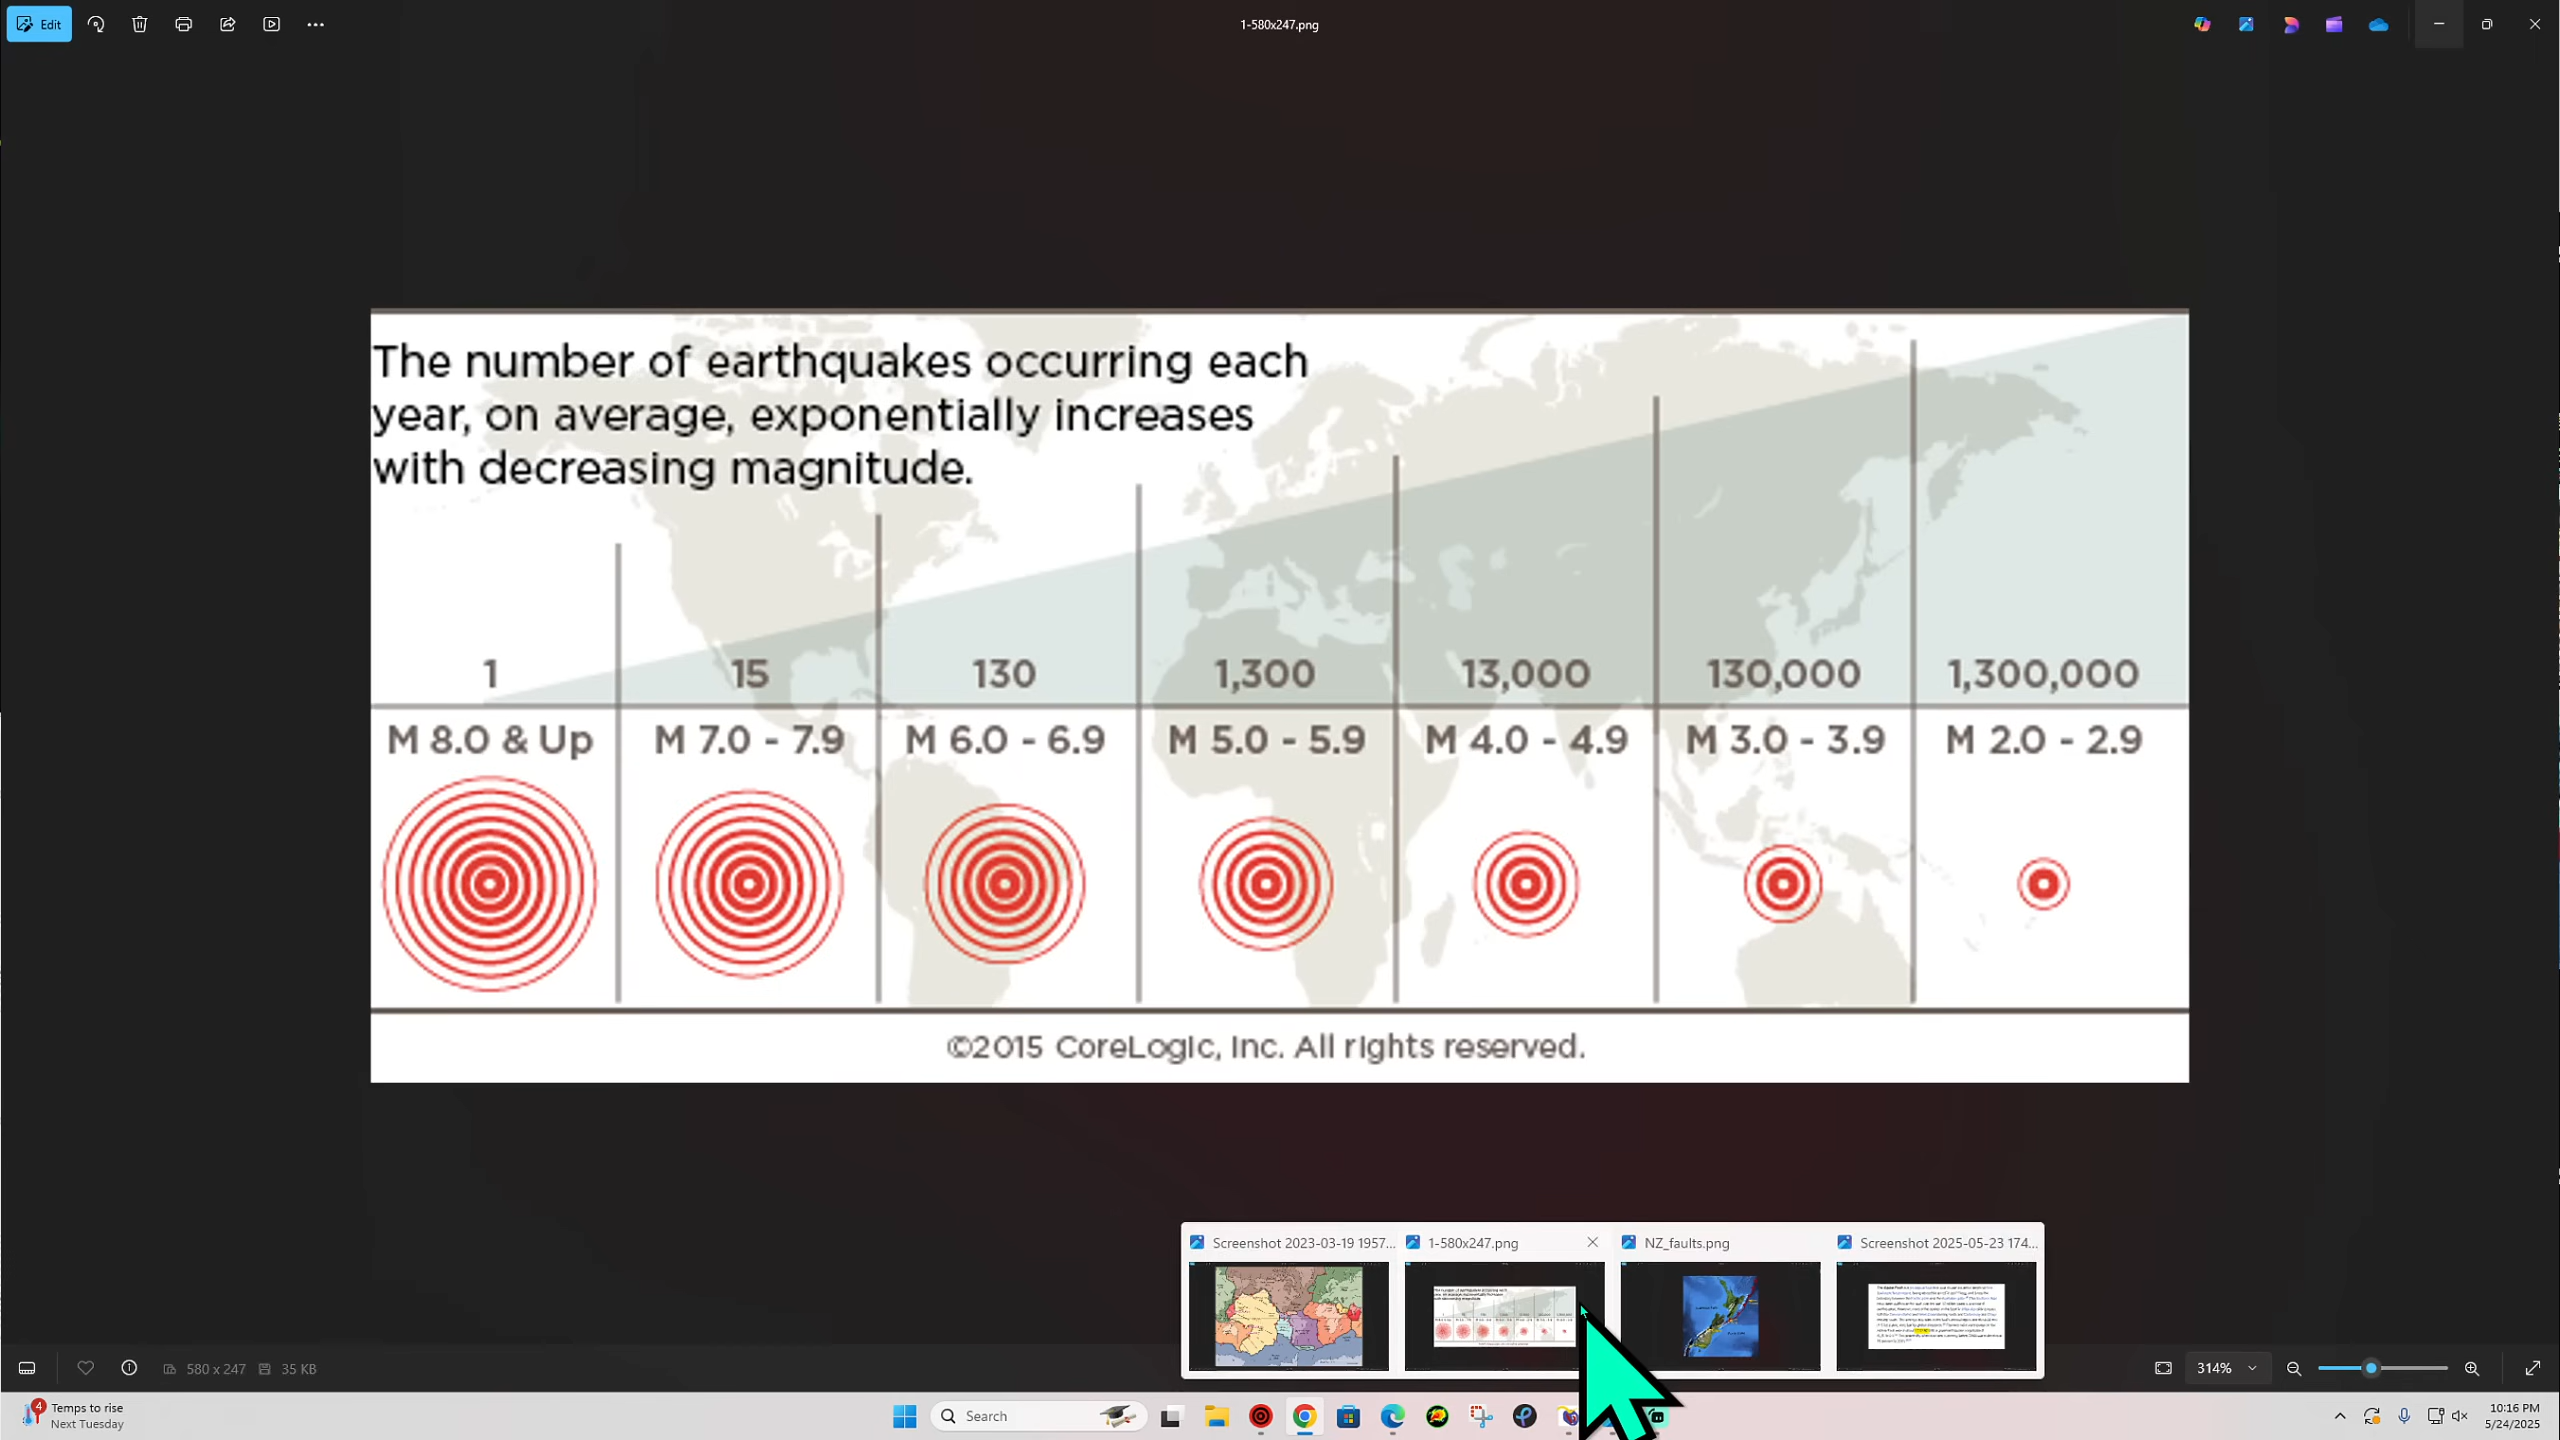 Edit
1-580x247.png
The number of earthquakes occurring each
year, on average, exponentially increases
with decreasing magnitude.
1 15 130 1,300 13,000 130,000 1,300,000
M 8.0 & Up M 7.0 - 7.9 M 6.0 - 6.9 M 5.0 - 5.9 M 4.0 - 4.9 M 3.0 - 3.9 M 2.0 - 2.9
©2015 CoreLogic, Inc. All rights reserved.
Screenshot 2023-03-19 1957... 1-580x247.png NZ_faults.png Screenshot 2025-05-23 174...
580 x 247 35 KB 314%
4 Temps to rise
Next Tuesday
Search
10:16 PM
5/24/2025